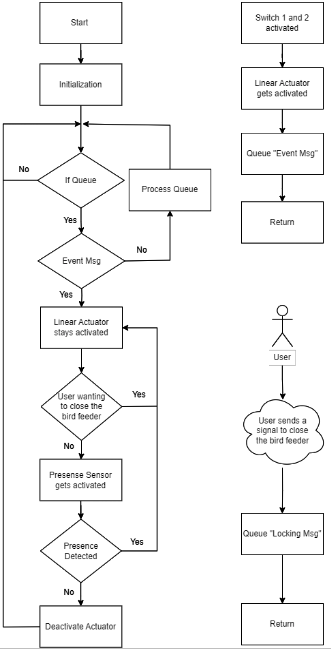 Start
Initialization
No
If Queue
Process Queue
Yes
Event Msg
No
Yes
Linear Actuator
stays activated
User wanting
to close the
bird feeder
Yes
No
Presense Sensor
gets activated
Presence
Detected
Yes
No
Deactivate Actuator
Switch 1 and 2
activated
Linear Actuator
gets activated
Queue "Event Msg"
Return
User
User sends a
signal to close
the bird feeder
Queue "Locking Msg"
Return